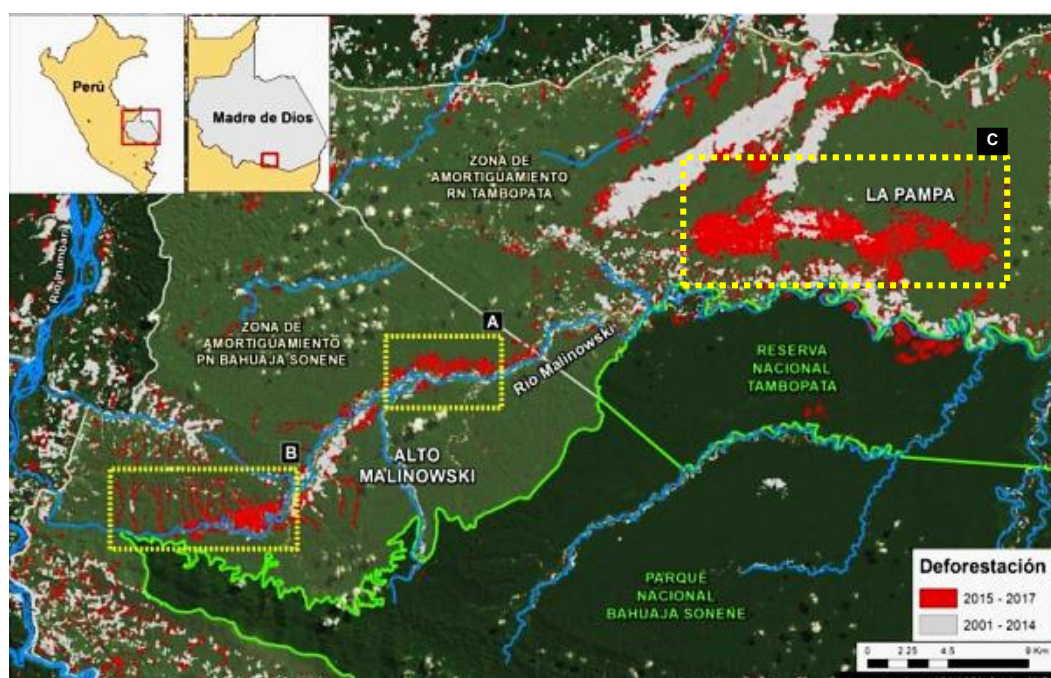 Perú
Madre de Dios
C
ZONA DE
AMORTIGUAMIENTO
RN TAMBOPATA
LA PAMPA
Río Inambari
ZONA DE
AMORTIGUAMIENTO
PN BAHUAJA SONENE
A
Río Malinowski
RESERVA
NACIONAL
TAMBOPATA
B
ALTO
MALINOWSKI
PARQUE
NACIONAL
BAHUAJA SONENE
Deforestación
2015 - 2017
2001 - 2014
0 2.25 4.5 9 Km